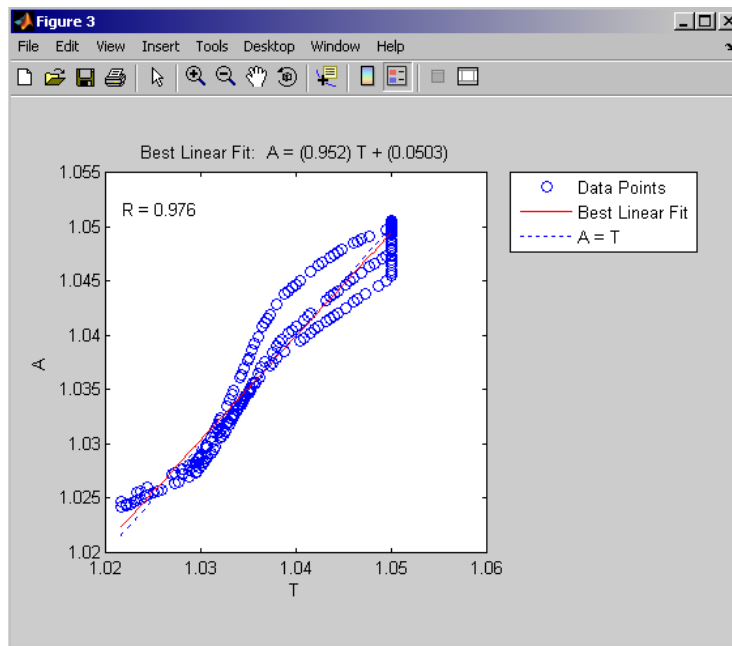 Figure 3
File Edit View Insert Tools Desktop Window Help
Best Linear Fit: A = (0.952) T + (0.0503)
R = 0.976
1.055
1.05
1.045
1.04
1.035
1.03
1.025
1.02
A
1.02 1.03 1.04 1.05 1.06
T
Data Points
Best Linear Fit
A = T